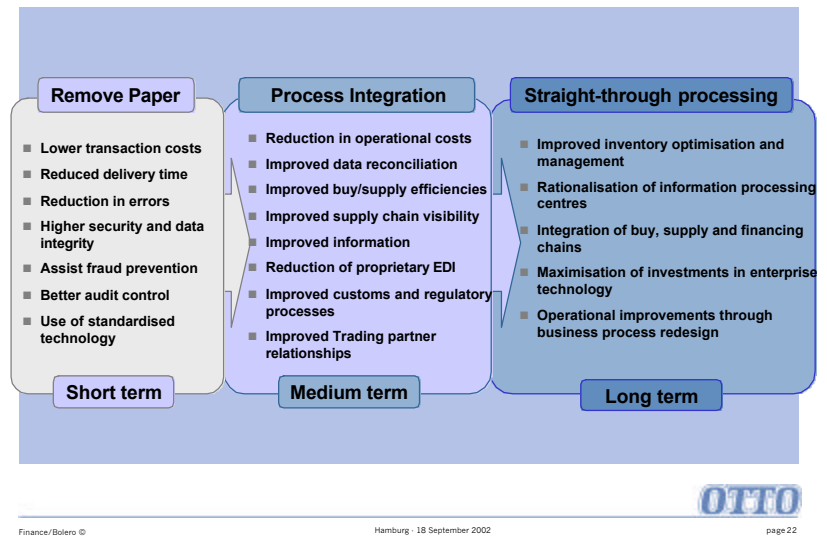 Remove Paper
Lower transaction costs
Reduced delivery time
Reduction in errors
Higher security and data
integrity
Assist fraud prevention
Better audit control
Use of standardised
technology
Short term
Process Integration
Reduction in operational costs
Improved data reconciliation
Improved buy/supply efficiencies
Improved supply chain visibility
Improved information
Reduction of proprietary EDI
Improved customs and regulatory
processes
Improved Trading partner
relationships
Medium term
Straight-through processing
Improved inventory optimisation and
management
Rationalisation of information processing
centres
Integration of buy, supply and financing
chains
Maximisation of investments in enterprise
technology
Operational improvements through
business process redesign
Long term
OTTO
Finance/Bolero ©
Hamburg - 18 September 2002
page 22